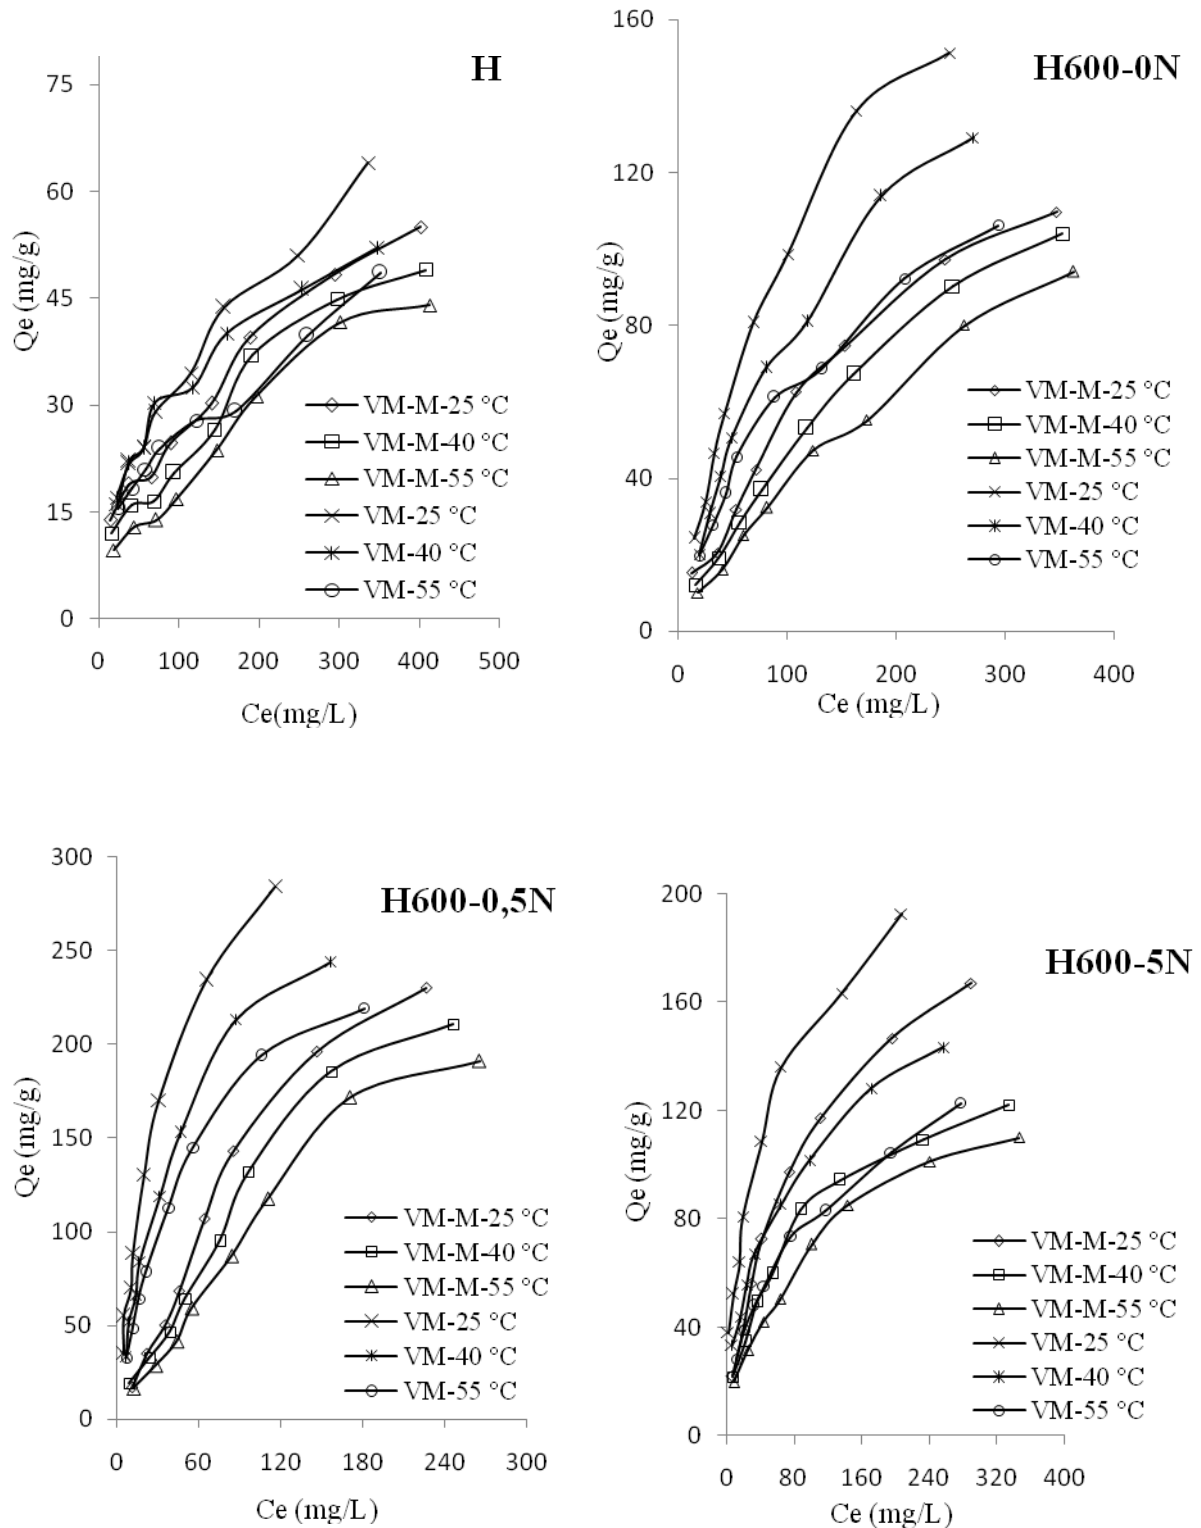 H
75
60
45
30
15
0
Qe (mg/g)
VM-M-25 °C
VM-M-40 °C
VM-M-55 °C
VM-25 °C
VM-40 °C
VM-55 °C
0 100 200 300 400 500
Ce(mg/L)
H600-0N
160
120
80
40
0
Qe (mg/g)
VM-M-25 °C
VM-M-40 °C
VM-M-55 °C
VM-25 °C
VM-40 °C
VM-55 °C
0 100 200 300 400
Ce (mg/L)
H600-0,5N
300
250
200
150
100
50
0
Qe (mg/g)
VM-M-25 °C
VM-M-40 °C
VM-M-55 °C
VM-25 °C
VM-40 °C
VM-55 °C
0 60 120 180 240 300
Ce (mg/L)
H600-5N
200
160
120
80
40
0
Qe (mg/g)
VM-M-25 °C
VM-M-40 °C
VM-M-55 °C
VM-25 °C
VM-40 °C
VM-55 °C
0 80 160 240 320 400
Ce (mg/L)